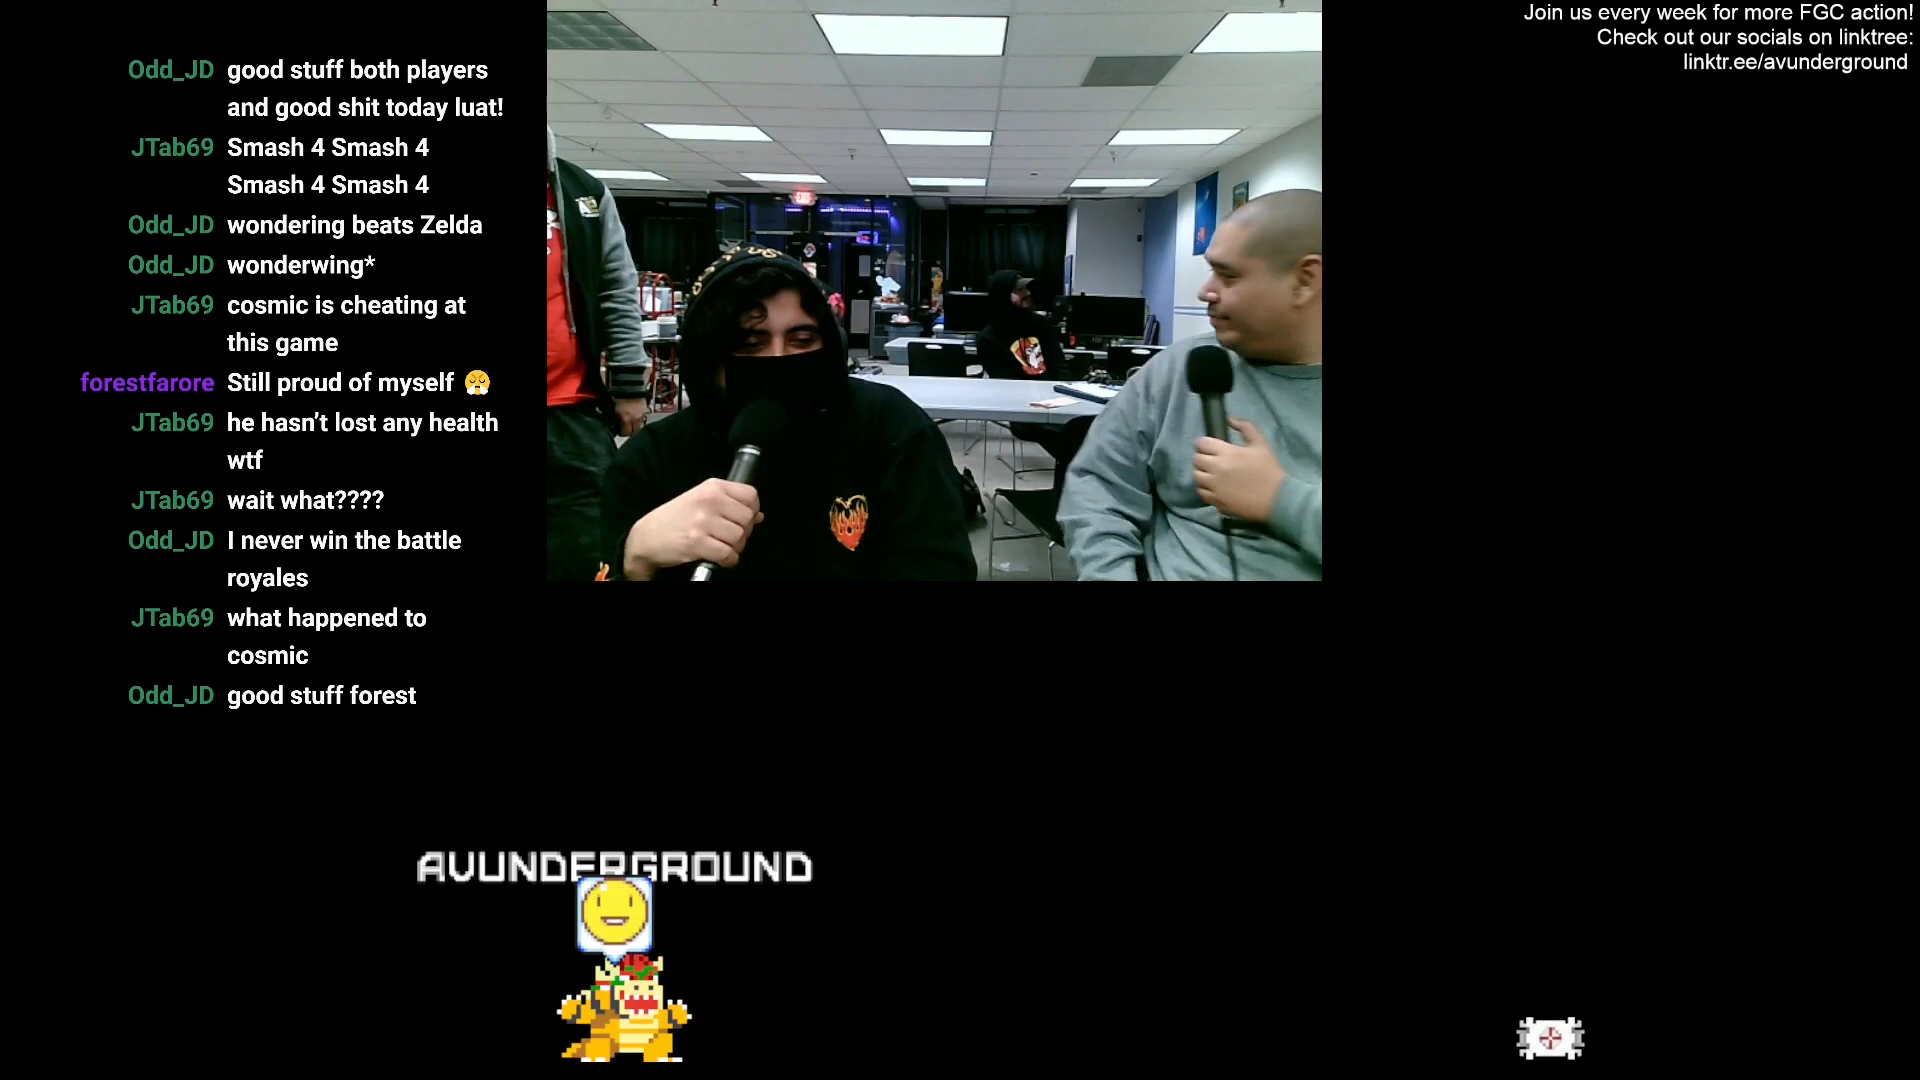 Join us every week for more FGC action!
Check out our socials on linktree:
linktr.ee/avunderground
Odd_JD good stuff both players
and good shit today luat!
JTab69 Smash 4 Smash 4
Smash 4 Smash 4
Odd_JD wondering beats Zelda
Odd_JD wonderwing*
JTab69 cosmic is cheating at
this game
forestfarore Still proud of myself 😤
JTab69 he hasn’t lost any health
wtf
JTab69 wait what????
Odd_JD I never win the battle
royales
JTab69 what happened to
cosmic
Odd_JD good stuff forest
EXIT
AVUNDERGROUND